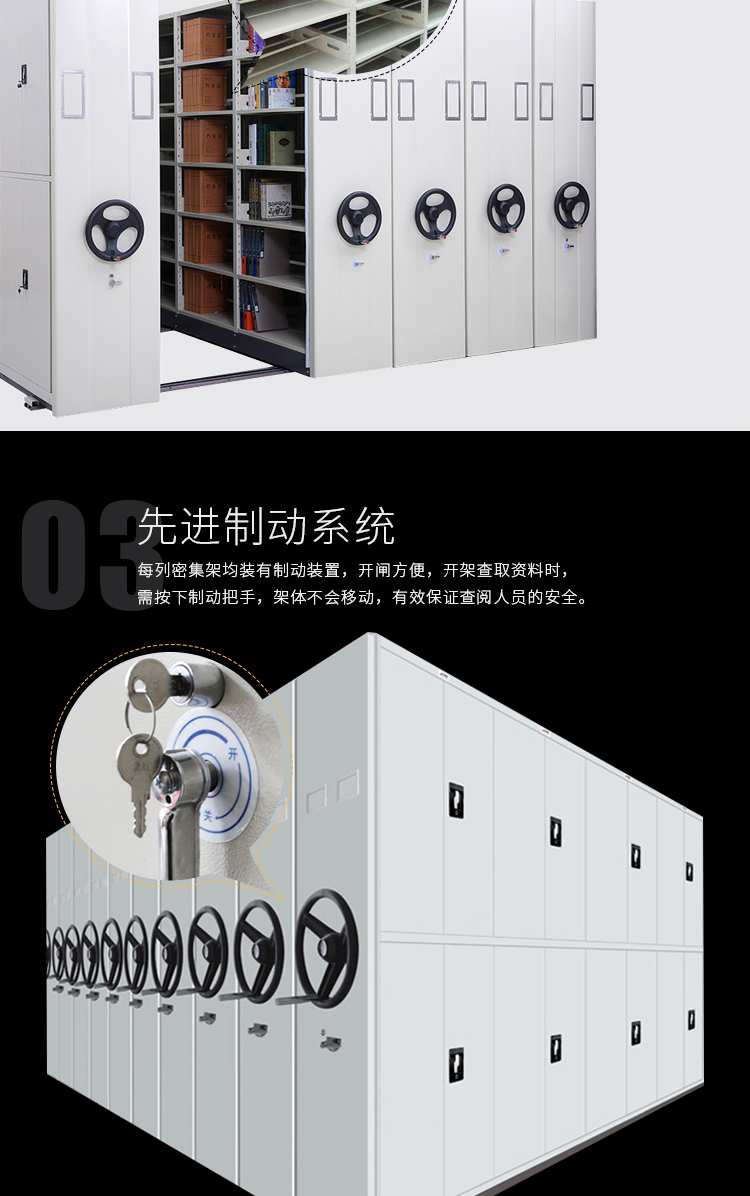 03
先进制动系统
每列密集架均装有制动装置，开闸方便，开架查取资料时，
需按下制动把手，架体不会移动，有效保证查阅人员的安全。
开
关